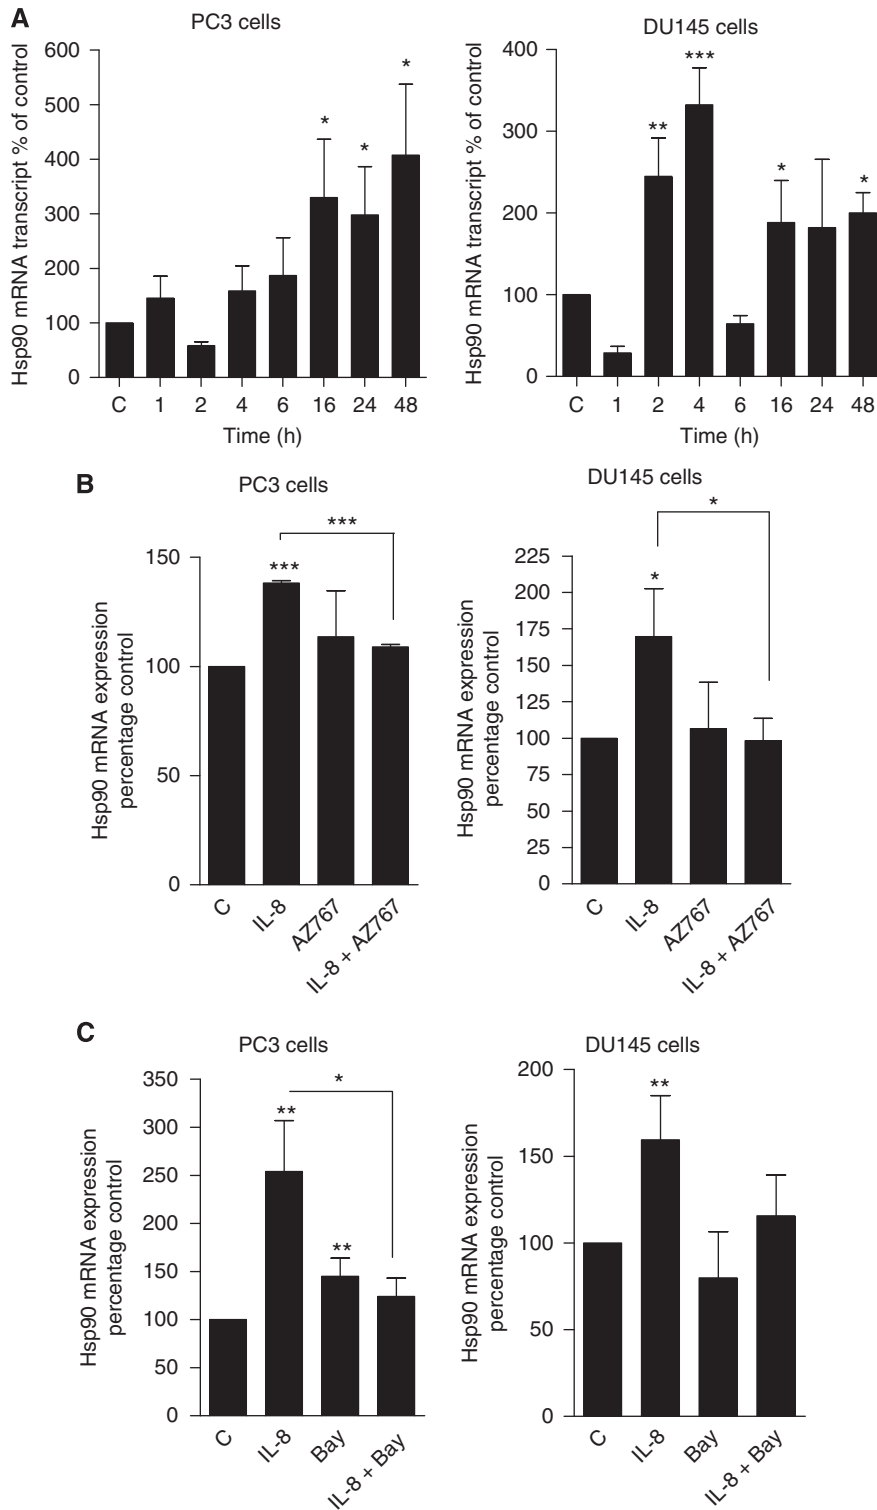 A
PC3 cells
Hsp90 mRNA transcript % of control
600
500
400
300
200
100
0
*
*
*
C 1 2 4 6 16 24 48
Time (h)
DU145 cells
Hsp90 mRNA transcript % of control
400
300
200
100
0
**
***
*
*
C 1 2 4 6 16 24 48
Time (h)
B
PC3 cells
Hsp90 mRNA expression
percentage control
150
100
50
0
***
***
C
IL-8
AZ767
IL-8 + AZ767
DU145 cells
Hsp90 mRNA expression
percentage control
225
200
175
150
125
100
75
50
25
0
*
*
C
IL-8
AZ767
IL-8 + AZ767
C
PC3 cells
Hsp90 mRNA expression
percentage control
350
300
250
200
150
100
50
0
*
**
**
C
IL-8
Bay
IL-8 + Bay
DU145 cells
Hsp90 mRNA expression
percentage control
200
150
100
50
0
**
C
IL-8
Bay
IL-8 + Bay